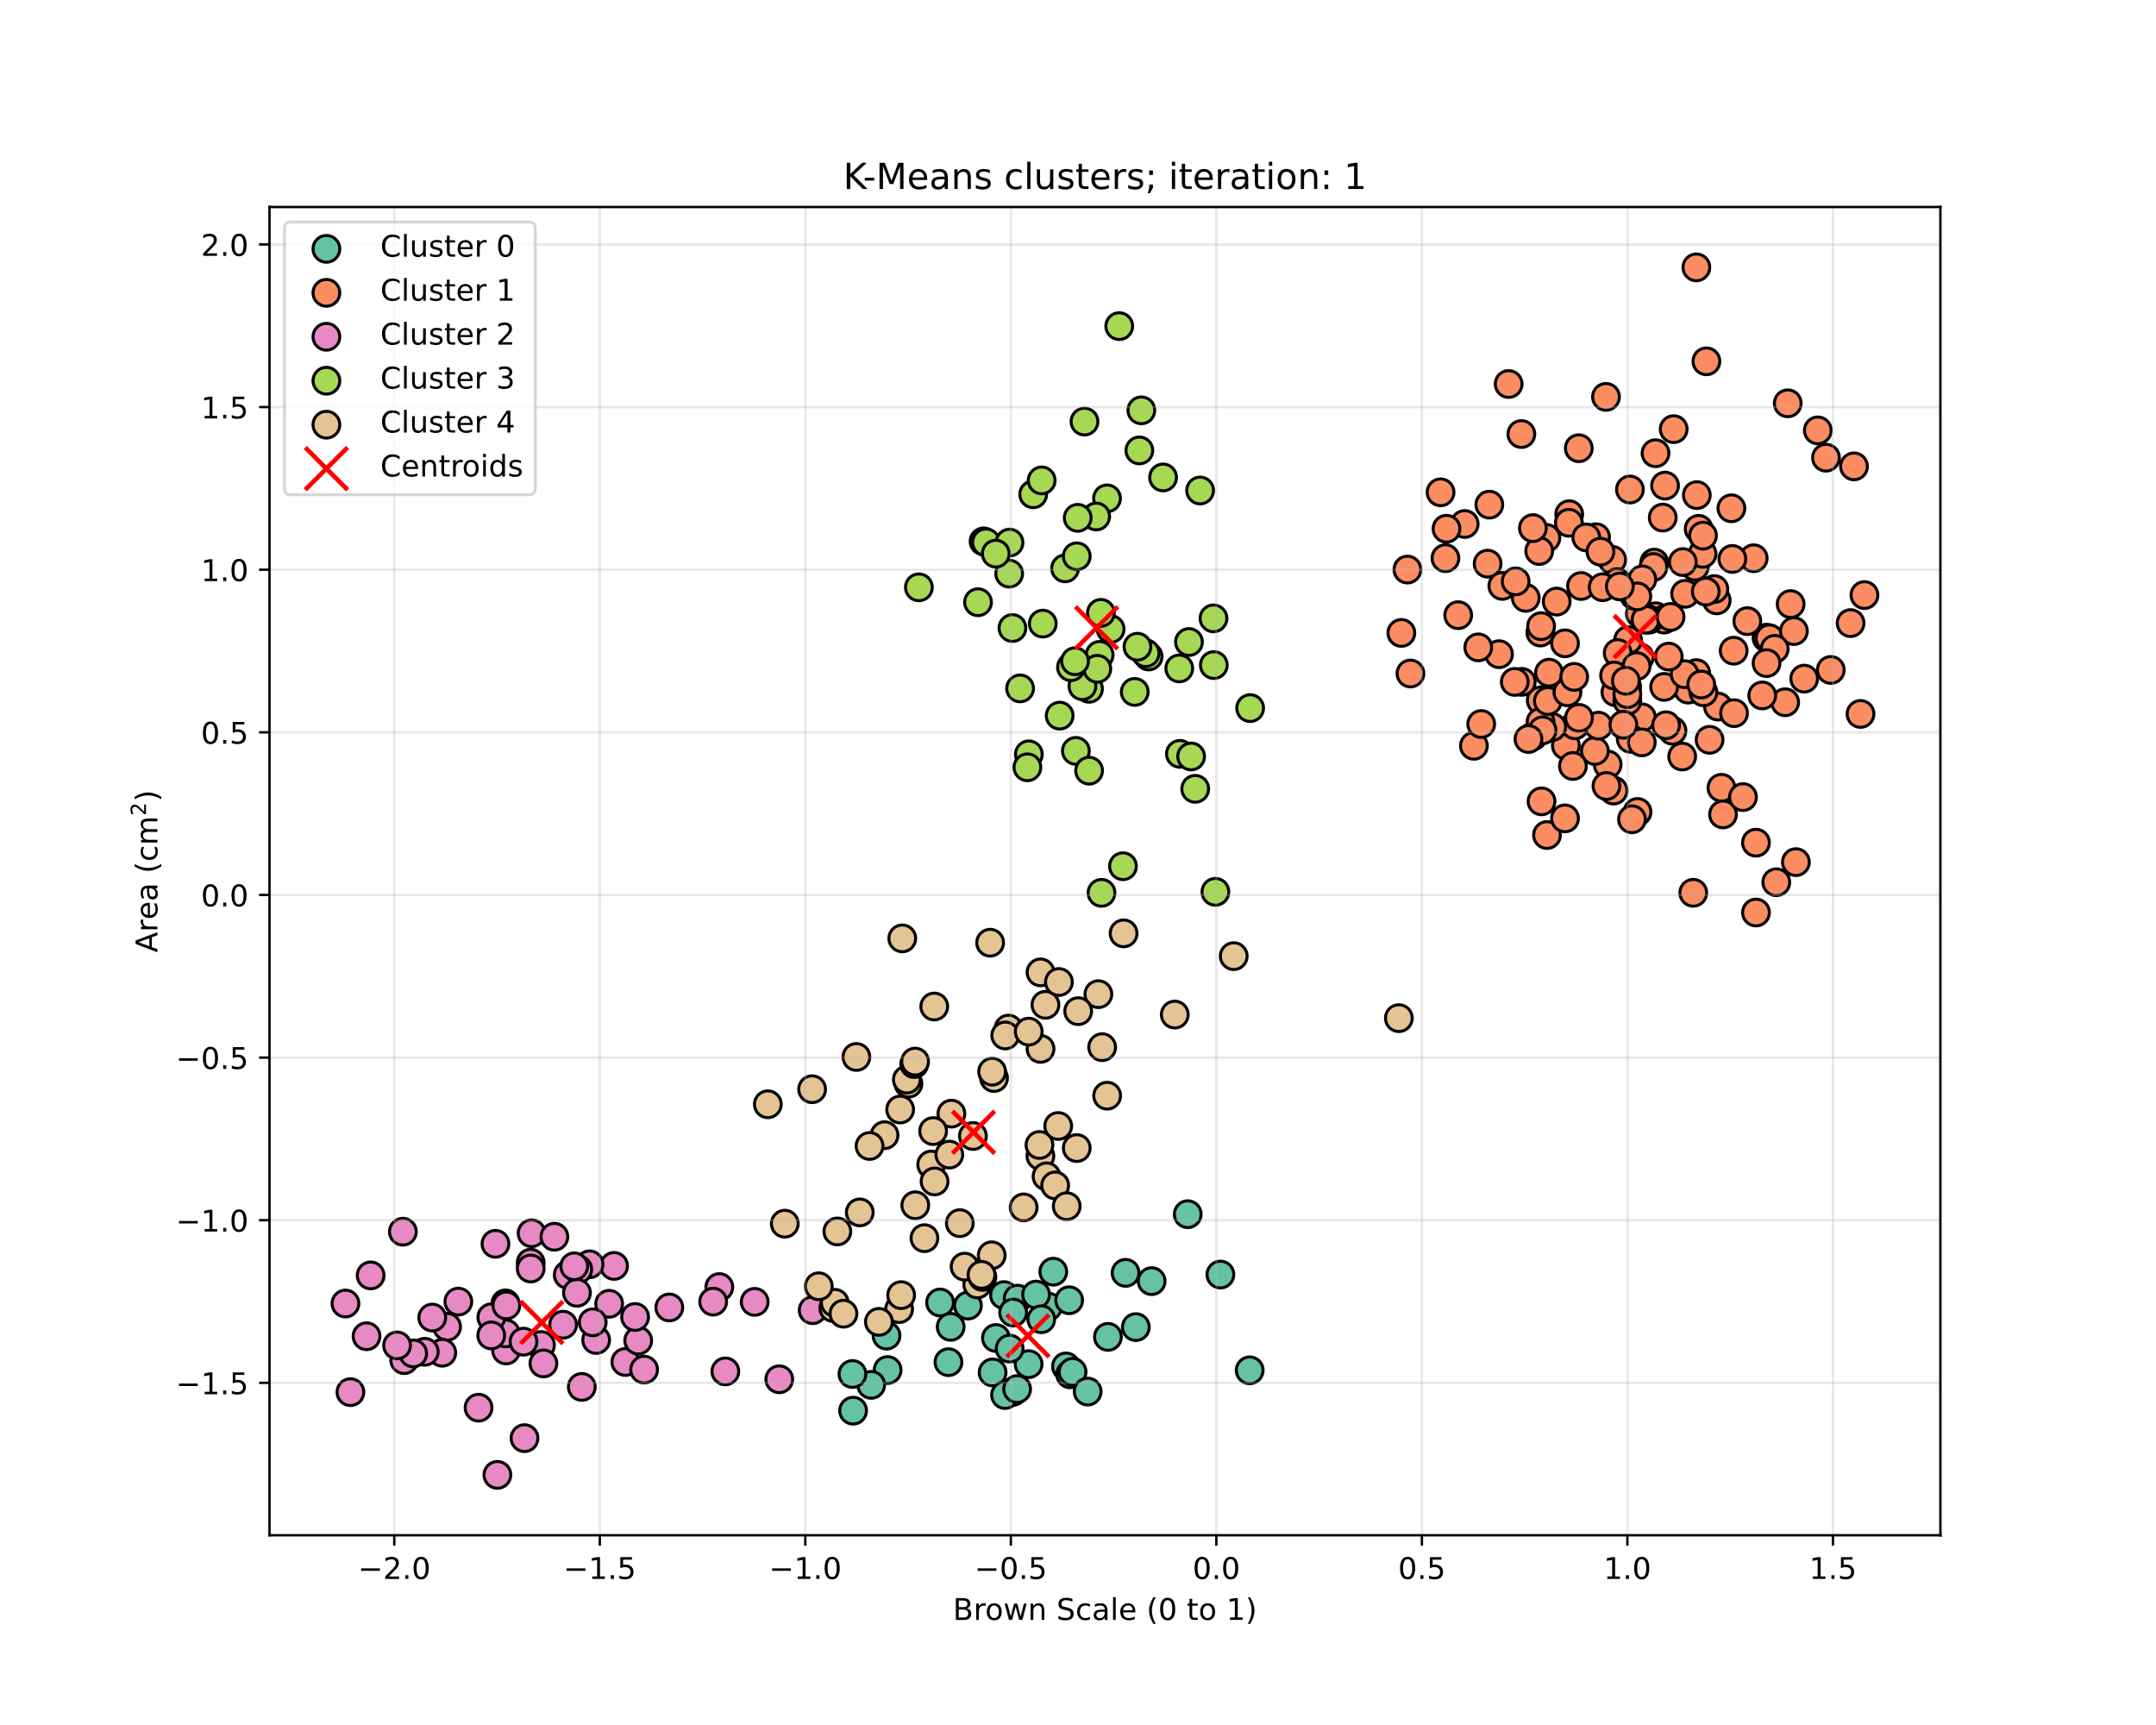 K-Means clusters; iteration: 1
Cluster 0
Cluster 1
Cluster 2
Cluster 3
Cluster 4
Centroids
2.0
1.5
1.0
0.5
0.0
−0.5
−1.0
−1.5
Area (cm²)
−2.0 −1.5 −1.0 −0.5 0.0 0.5 1.0 1.5
Brown Scale (0 to 1)